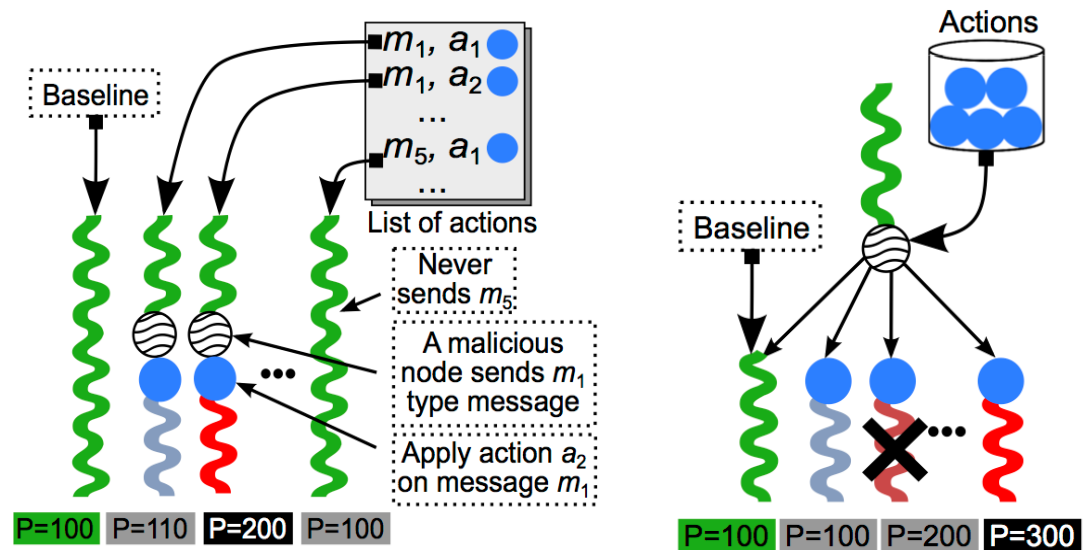 m1, a1
m1, a2
...
m5, a1
...
List of actions
Baseline
Never
sends m5
A malicious
node sends m1
type message
Apply action a2
on message m1
P=100
P=110
P=200
P=100
Actions
Baseline
P=100
P=100
P=200
P=300